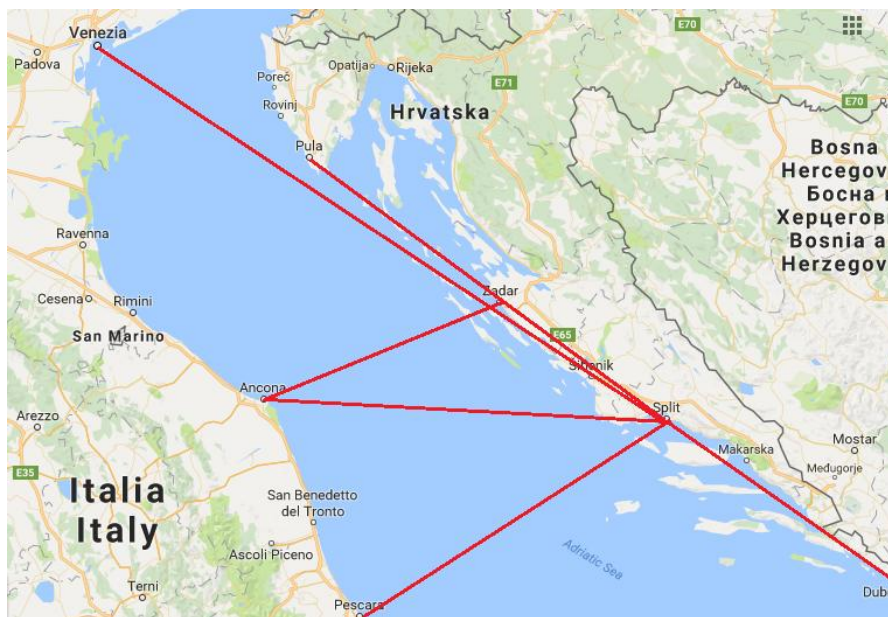 Venezia
Padova
Poreč
Rovinj
Opatija
Rijeka
Pula
Hrvatska
E71
E70
E70
Bosna
Hercegov
Босна
Херцегов
Bosnia a
Herzegov
Ravenna
Cesena
Rimini
San Marino
Zadar
E65
Šibenik
Split
Makarska
Mostar
Međugorje
Ancona
Arezzo
E35
Italia
Italy
San Benedetto
del Tronto
Ascoli Piceno
Terni
Pescara
Adriatic Sea
Dub